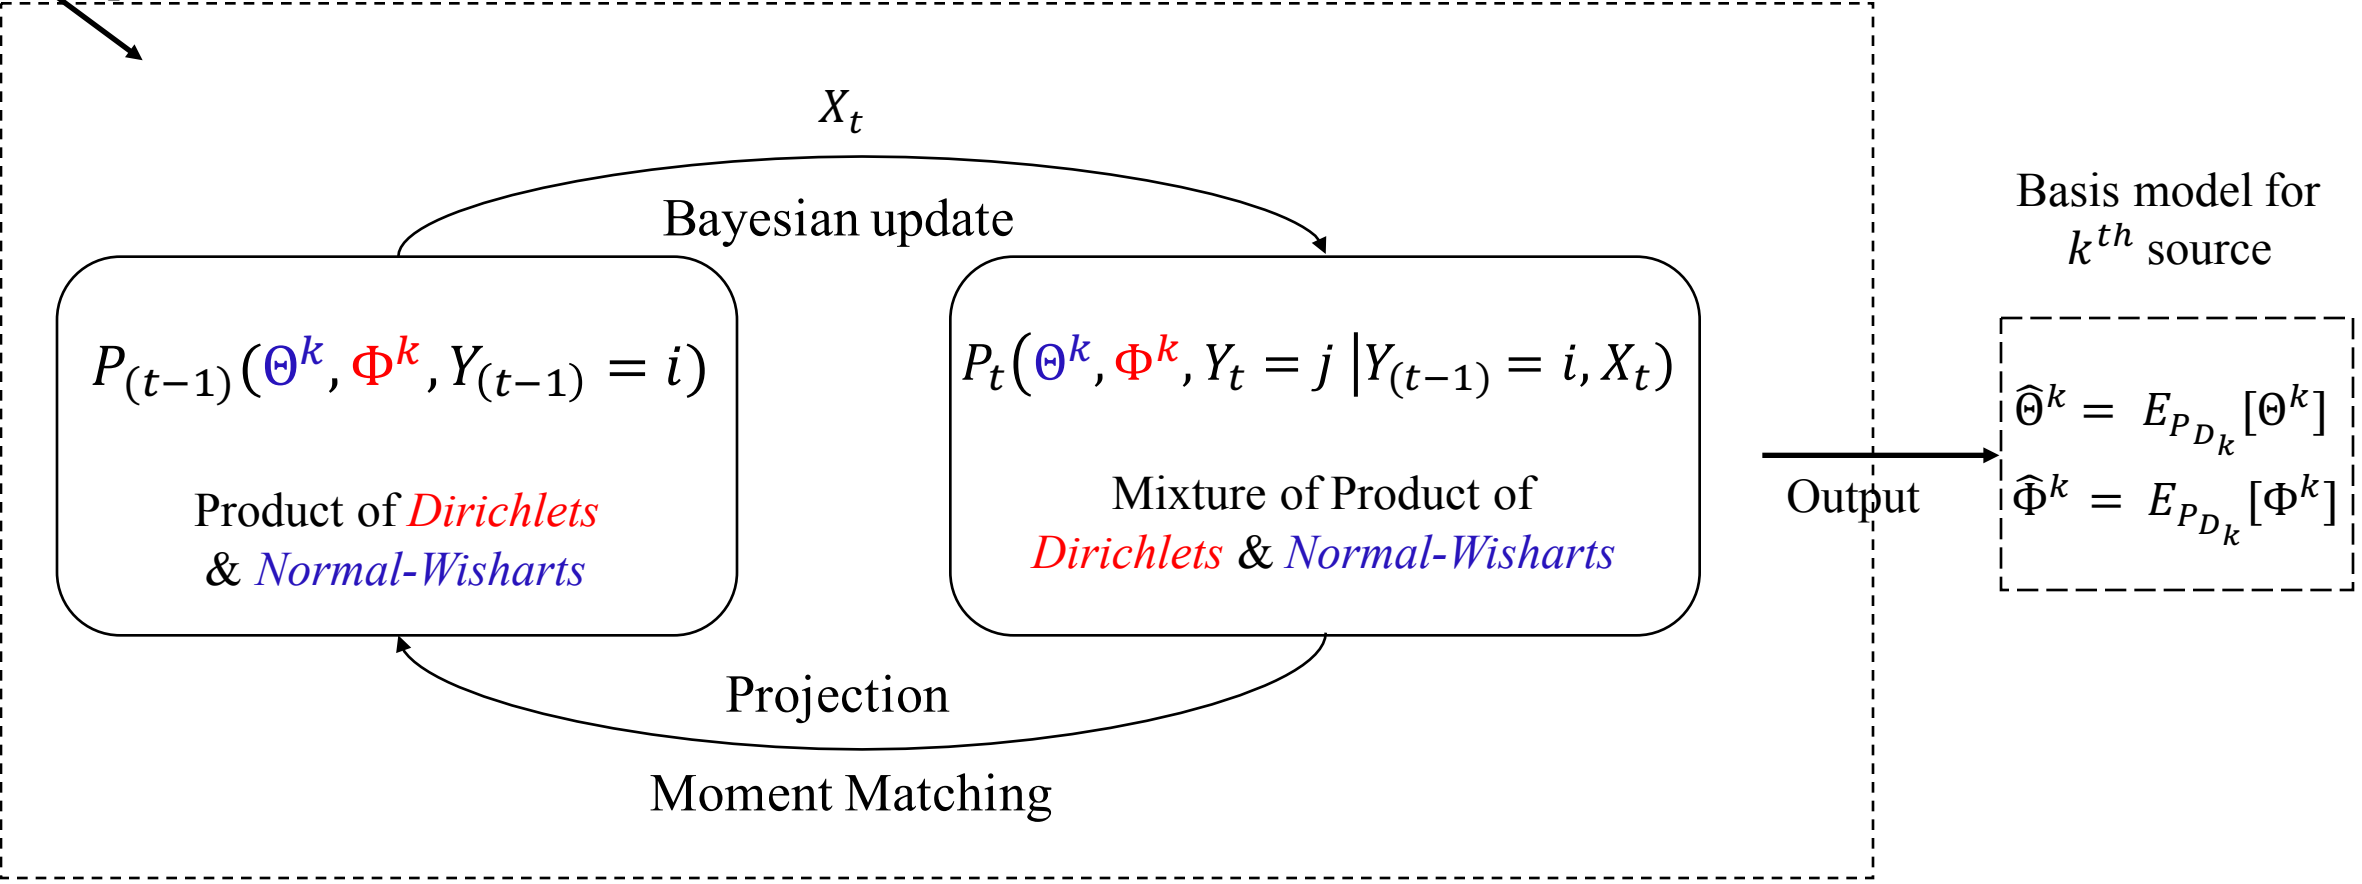 X_t
Bayesian update
P_{(t−1)}(Θ^k, Φ^k, Y_{(t−1)} = i)
Product of Dirichlets
& Normal-Wisharts
P_t(Θ^k, Φ^k, Y_t = j |Y_{(t−1)} = i, X_t)
Mixture of Product of
Dirichlets & Normal-Wisharts
Projection
Moment Matching
Output
Basis model for
k^{th} source
Θ̂^k = E_{P_{D_k}}[Θ^k]
Φ̂^k = E_{P_{D_k}}[Φ^k]